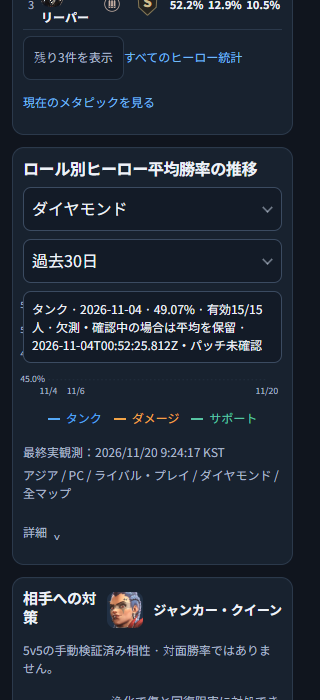 3
リーパー
S
52.2% 12.9% 10.5%
残り3件を表示 すべてのヒーロー統計
現在のメタピックを見る
ロール別ヒーロー平均勝率の推移
ダイヤモンド
過去30日
タンク · 2026-11-04 · 49.07% · 有効15/15
人 · 欠測・確認中の場合は平均を保留 ·
2026-11-04T00:52:25.812Z • パッチ未確認
45.0%
11/4 11/6 11/20
タンク ダメージ サポート
最終実観測：2026/11/20 9:24:17 KST
アジア / PC / ライバル・プレイ / ダイヤモンド /
全マップ
詳細
相手への対
策
ジャンカー・クイーン
5v5の手動検証済み相性 · 対面勝率ではありま
せん。